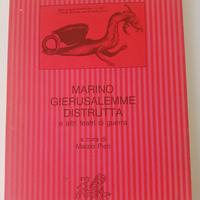 MARINO
GIERUSALEMME
DISTRUTTA
e altri teatri di guerra
a cura di
Marzio Pieri